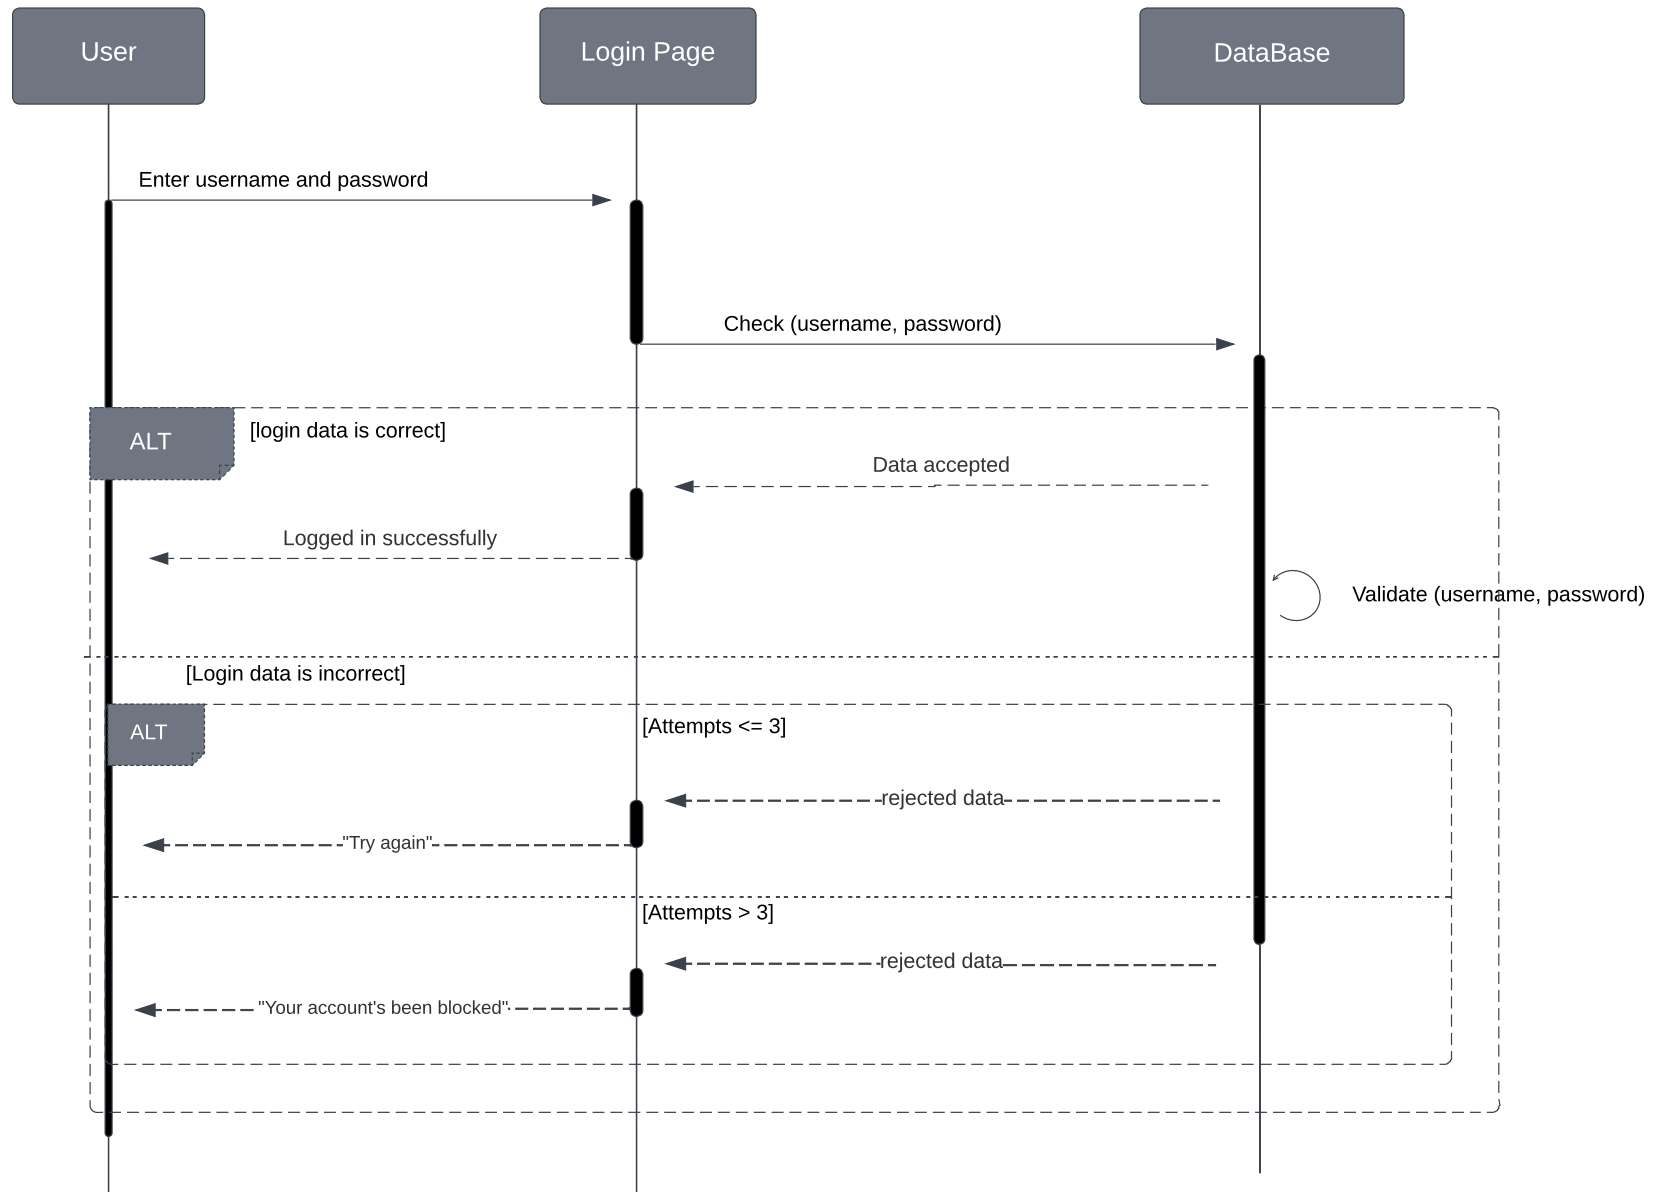 User
Login Page
DataBase
Enter username and password
Check (username, password)
ALT
[login data is correct]
Data accepted
Logged in successfully
Validate (username, password)
[Login data is incorrect]
ALT
[Attempts <= 3]
rejected data
"Try again"
[Attempts > 3]
rejected data
"Your account's been blocked"